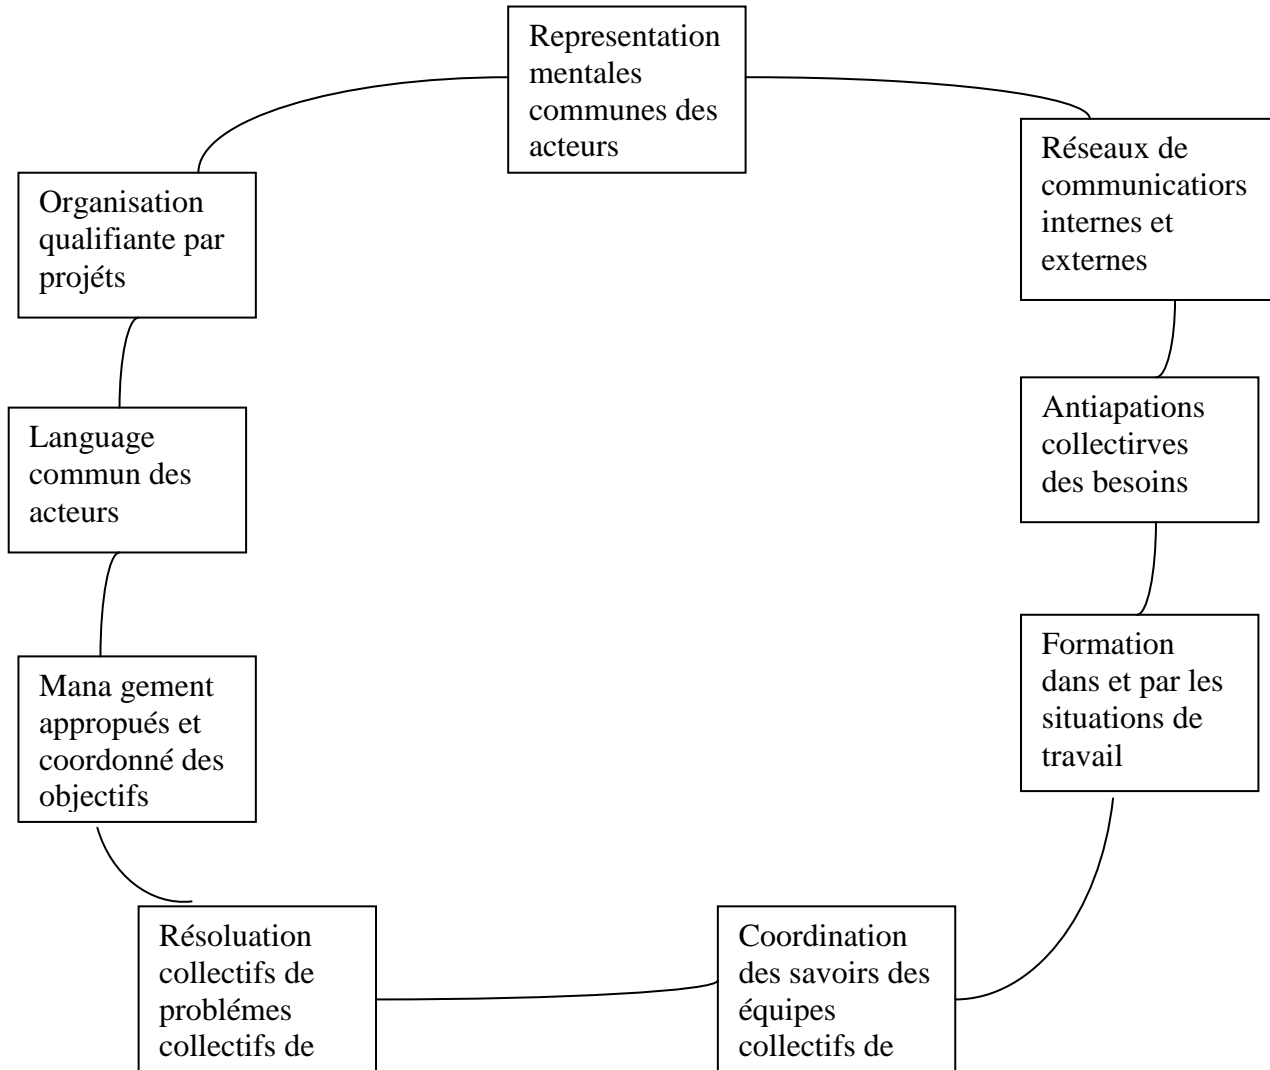 Representation
mentales
communes des
acteurs
Réseaux de
communicatiors
internes et
externes
Organisation
qualifiante par
projéts
Antiapations
collectirves
des besoins
Language
commun des
acteurs
Formation
dans et par les
situations de
travail
Mana gement
appropués et
coordonné des
objectifs
Résoluation
collectifs de
problémes
collectifs de
Coordination
des savoirs des
équipes
collectifs de